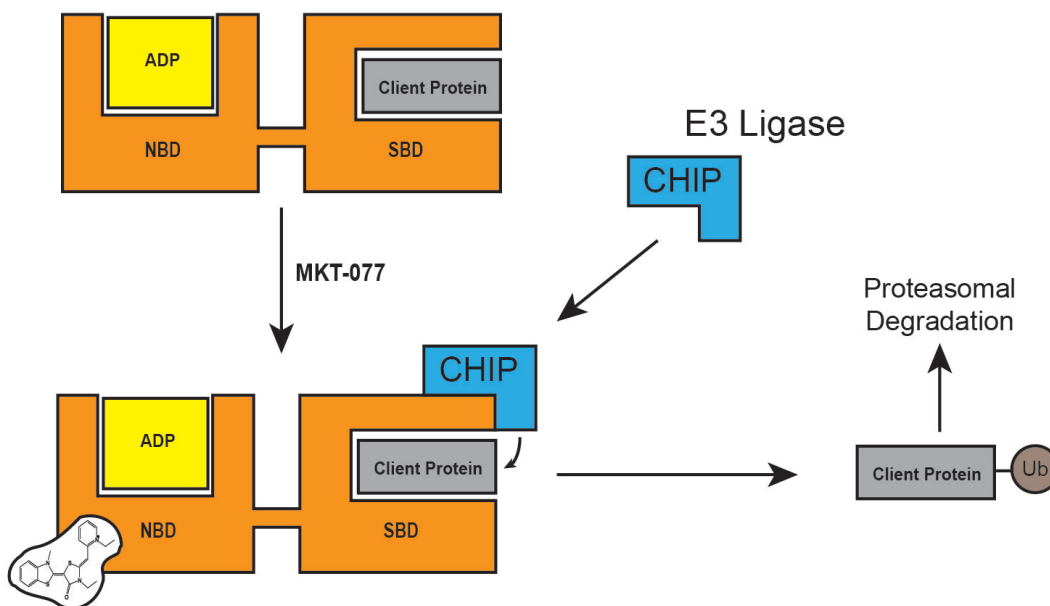 ADP
Client Protein
NBD
SBD
E3 Ligase
CHIP
MKT-077
CHIP
ADP
Client Protein
NBD
SBD
N
S
S
N
O
N
Proteasomal
Degradation
Client Protein
Ub